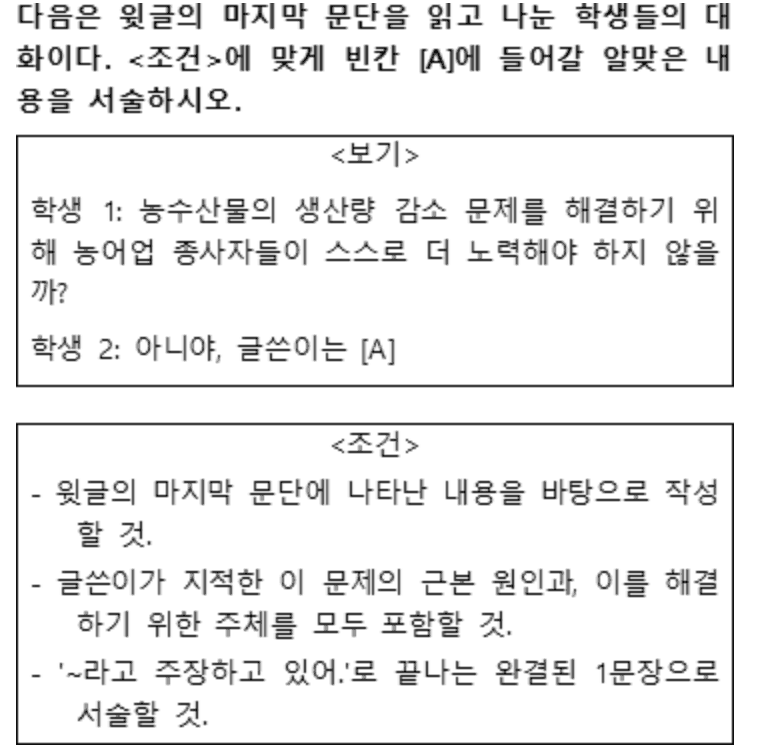 다음은 윗글의 마지막 문단을 읽고 나눈 학생들의 대
화이다. <조건>에 맞게 빈칸 [A]에 들어갈 알맞은 내
용을 서술하시오.
<보기>
학생 1: 농수산물의 생산량 감소 문제를 해결하기 위
해 농어업 종사자들이 스스로 더 노력해야 하지 않을
까?
학생 2: 아니야, 글쓴이는 [A]
<조건>
- 윗글의 마지막 문단에 나타난 내용을 바탕으로 작성
할 것.
- 글쓴이가 지적한 이 문제의 근본 원인과, 이를 해결
하기 위한 주체를 모두 포함할 것.
- '~라고 주장하고 있어.'로 끝나는 완결된 1문장으로
서술할 것.